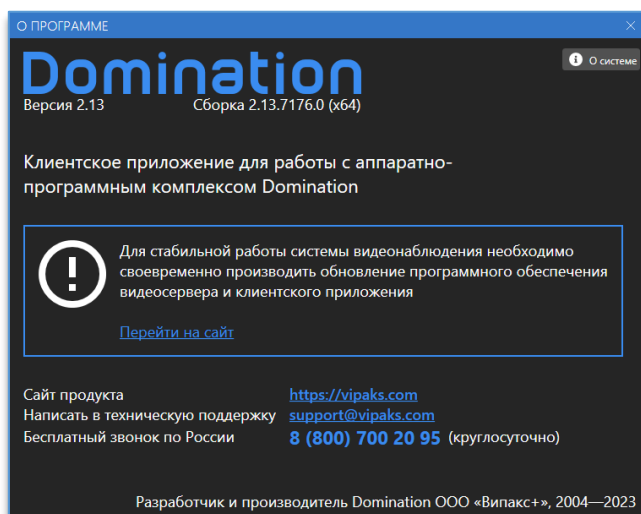 О ПРОГРАММЕ
Domination
О системе
Версия 2.13 Сборка 2.13.7176.0 (x64)
Клиентское приложение для работы с аппаратно-
программным комплексом Domination
Для стабильной работы системы видеонаблюдения необходимо
своевременно производить обновление программного обеспечения
видеосервера и клиентского приложения
Перейти на сайт
Сайт продукта https://vipaks.com
Написать в техническую поддержку support@vipaks.com
Бесплатный звонок по России 8 (800) 700 20 95 (круглосуточно)
Разработчик и производитель Domination ООО «Випакс+», 2004—2023